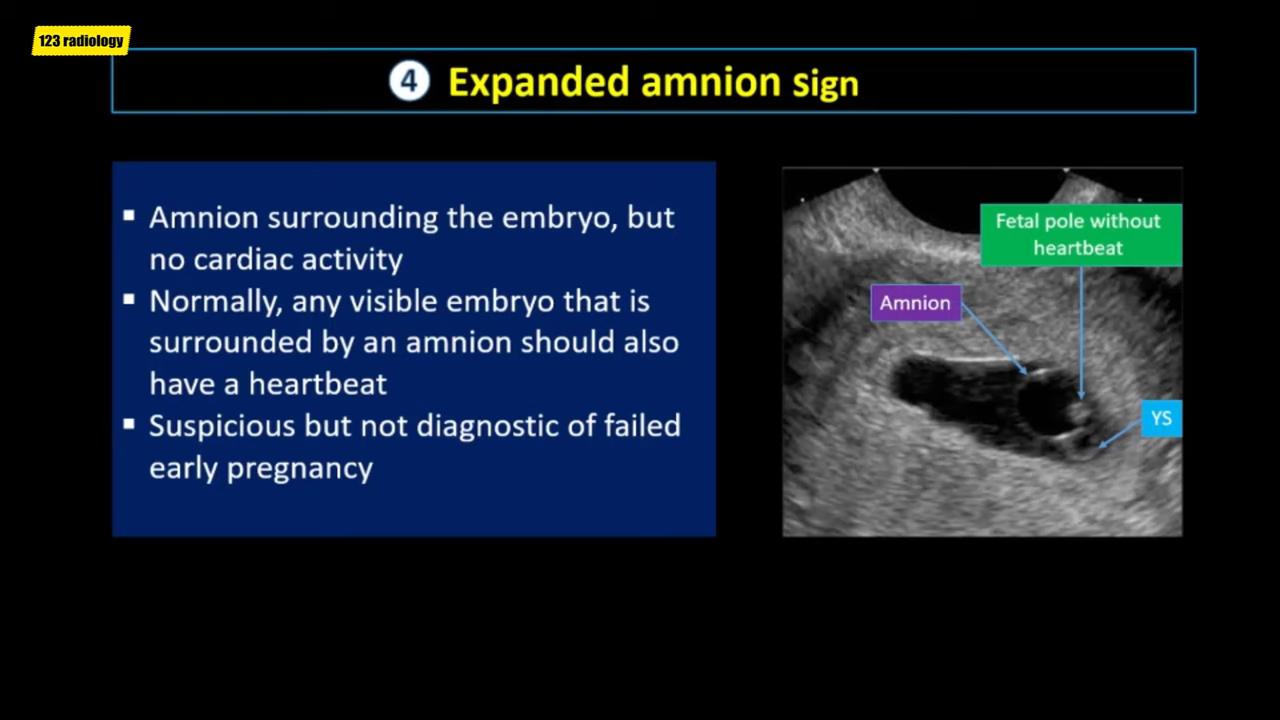 123 radiology
4 Expanded amnion sign
▪ Amnion surrounding the embryo, but
no cardiac activity
▪ Normally, any visible embryo that is
surrounded by an amnion should also
have a heartbeat
▪ Suspicious but not diagnostic of failed
early pregnancy
Fetal pole without
heartbeat
Amnion
YS